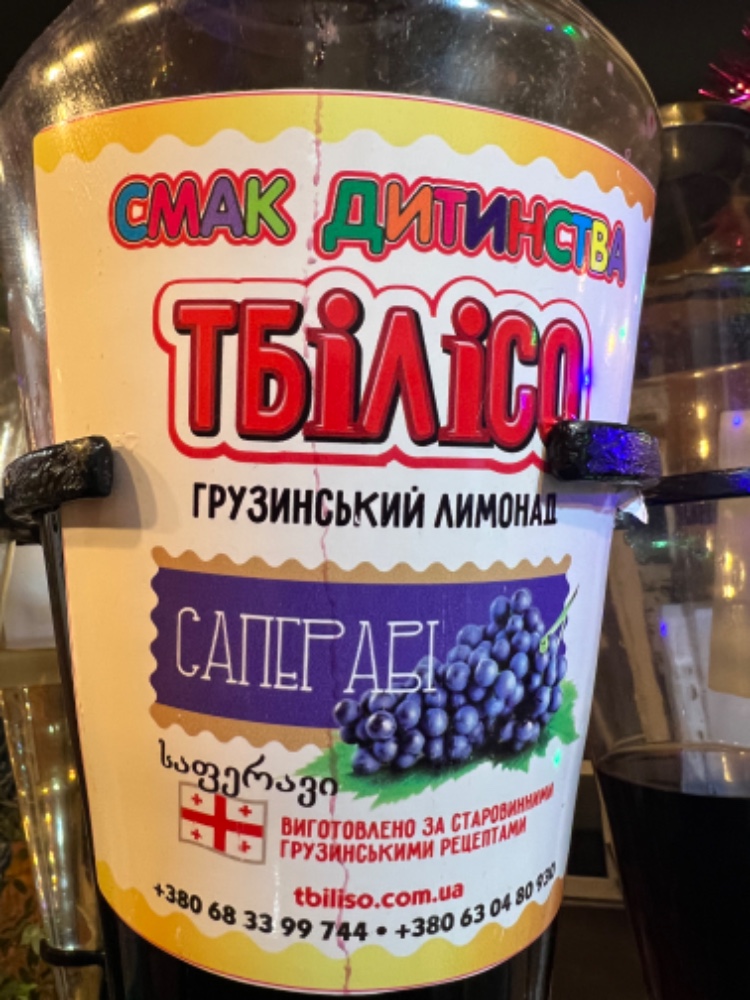 СМАК ДИТИНСТВА
ТБІЛІСО
ГРУЗИНСЬКИЙ ЛИМОНАД
САПЕРАВІ
საფერავი
ВИГОТОВЛЕНО ЗА СТАРОВИННИМИ
ГРУЗИНСЬКИМИ РЕЦЕПТАМИ
tbiliso.com.ua
+380 68 33 99 744 • +380 63 04 80 930